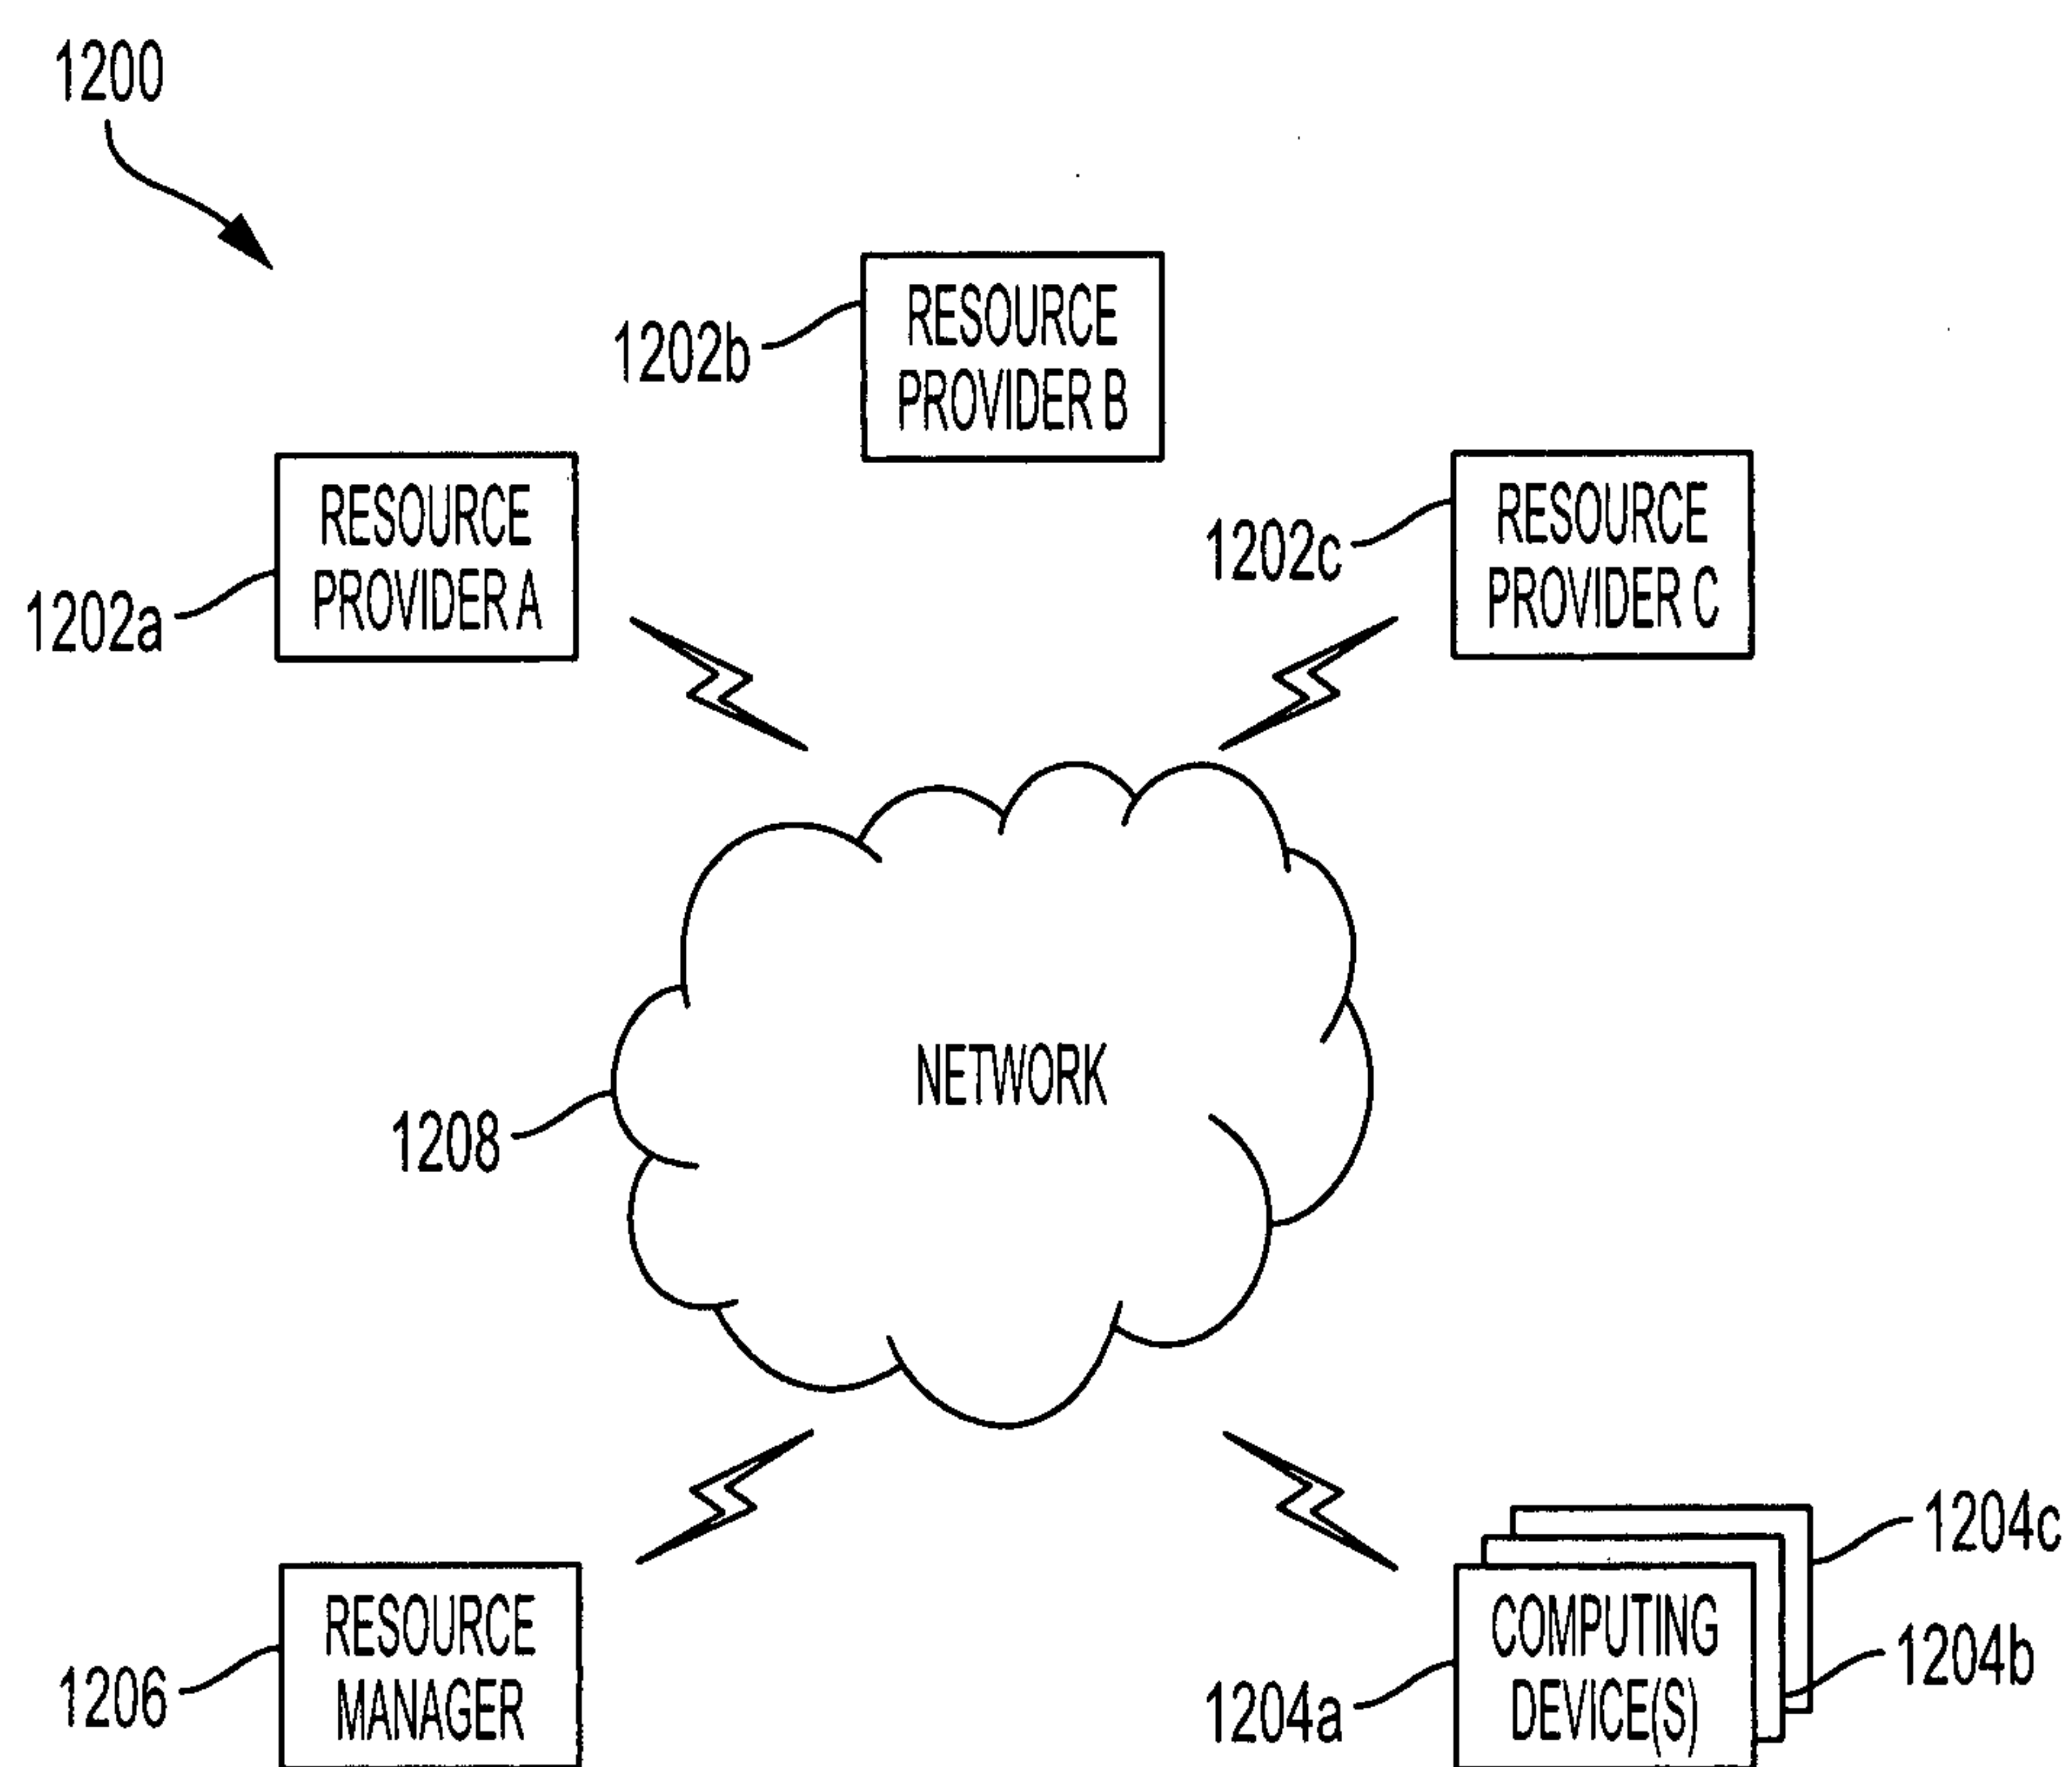 1200
1202b
RESOURCE
PROVIDER B
1202a
RESOURCE
PROVIDER A
1202c
RESOURCE
PROVIDER C
NETWORK
1208
1206
RESOURCE
MANAGER
1204a
COMPUTING
DEVICE(S)
1204c
1204b